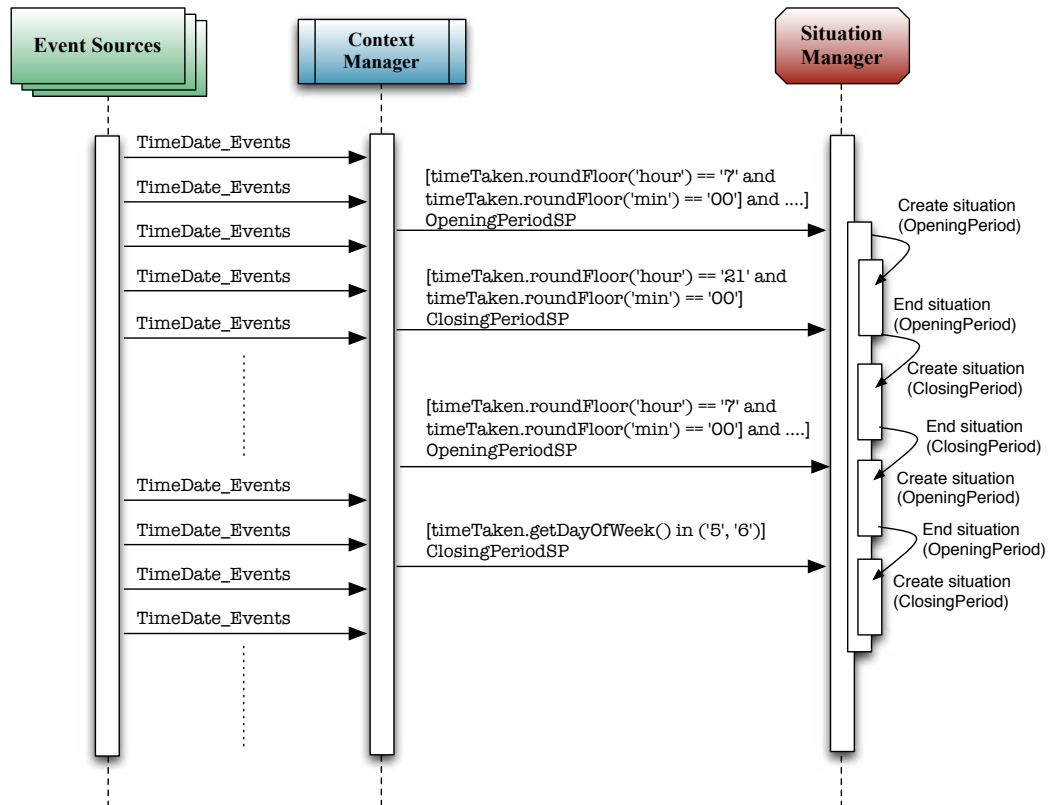 Event Sources
Context
Manager
Situation
Manager
TimeDate_Events
TimeDate_Events
TimeDate_Events
TimeDate_Events
TimeDate_Events
[timeTaken.roundFloor('hour') == '7' and
timeTaken.roundFloor('min') == '00'] and ....]
OpeningPeriodSP
[timeTaken.roundFloor('hour') == '21' and
timeTaken.roundFloor('min') == '00']
ClosingPeriodSP
[timeTaken.roundFloor('hour') == '7' and
timeTaken.roundFloor('min') == '00'] and ....]
OpeningPeriodSP
TimeDate_Events
TimeDate_Events
TimeDate_Events
TimeDate_Events
[timeTaken.getDayOfWeek() in ('5', '6')]
ClosingPeriodSP
Create situation
(OpeningPeriod)
End situation
(OpeningPeriod)
Create situation
(ClosingPeriod)
End situation
(ClosingPeriod)
Create situation
(OpeningPeriod)
End situation
(OpeningPeriod)
Create situation
(ClosingPeriod)